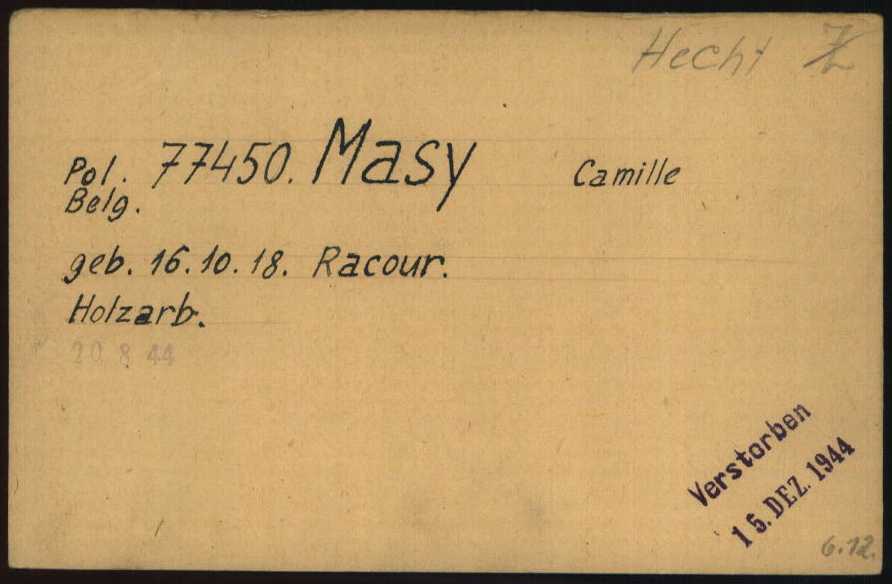 Hecht
Pol. 77450. Masy Camille
Belg.
geb. 16.10.18. Racour.
Holzarb.
20 8 44
Verstorben
15. DEZ. 1944
6.12.